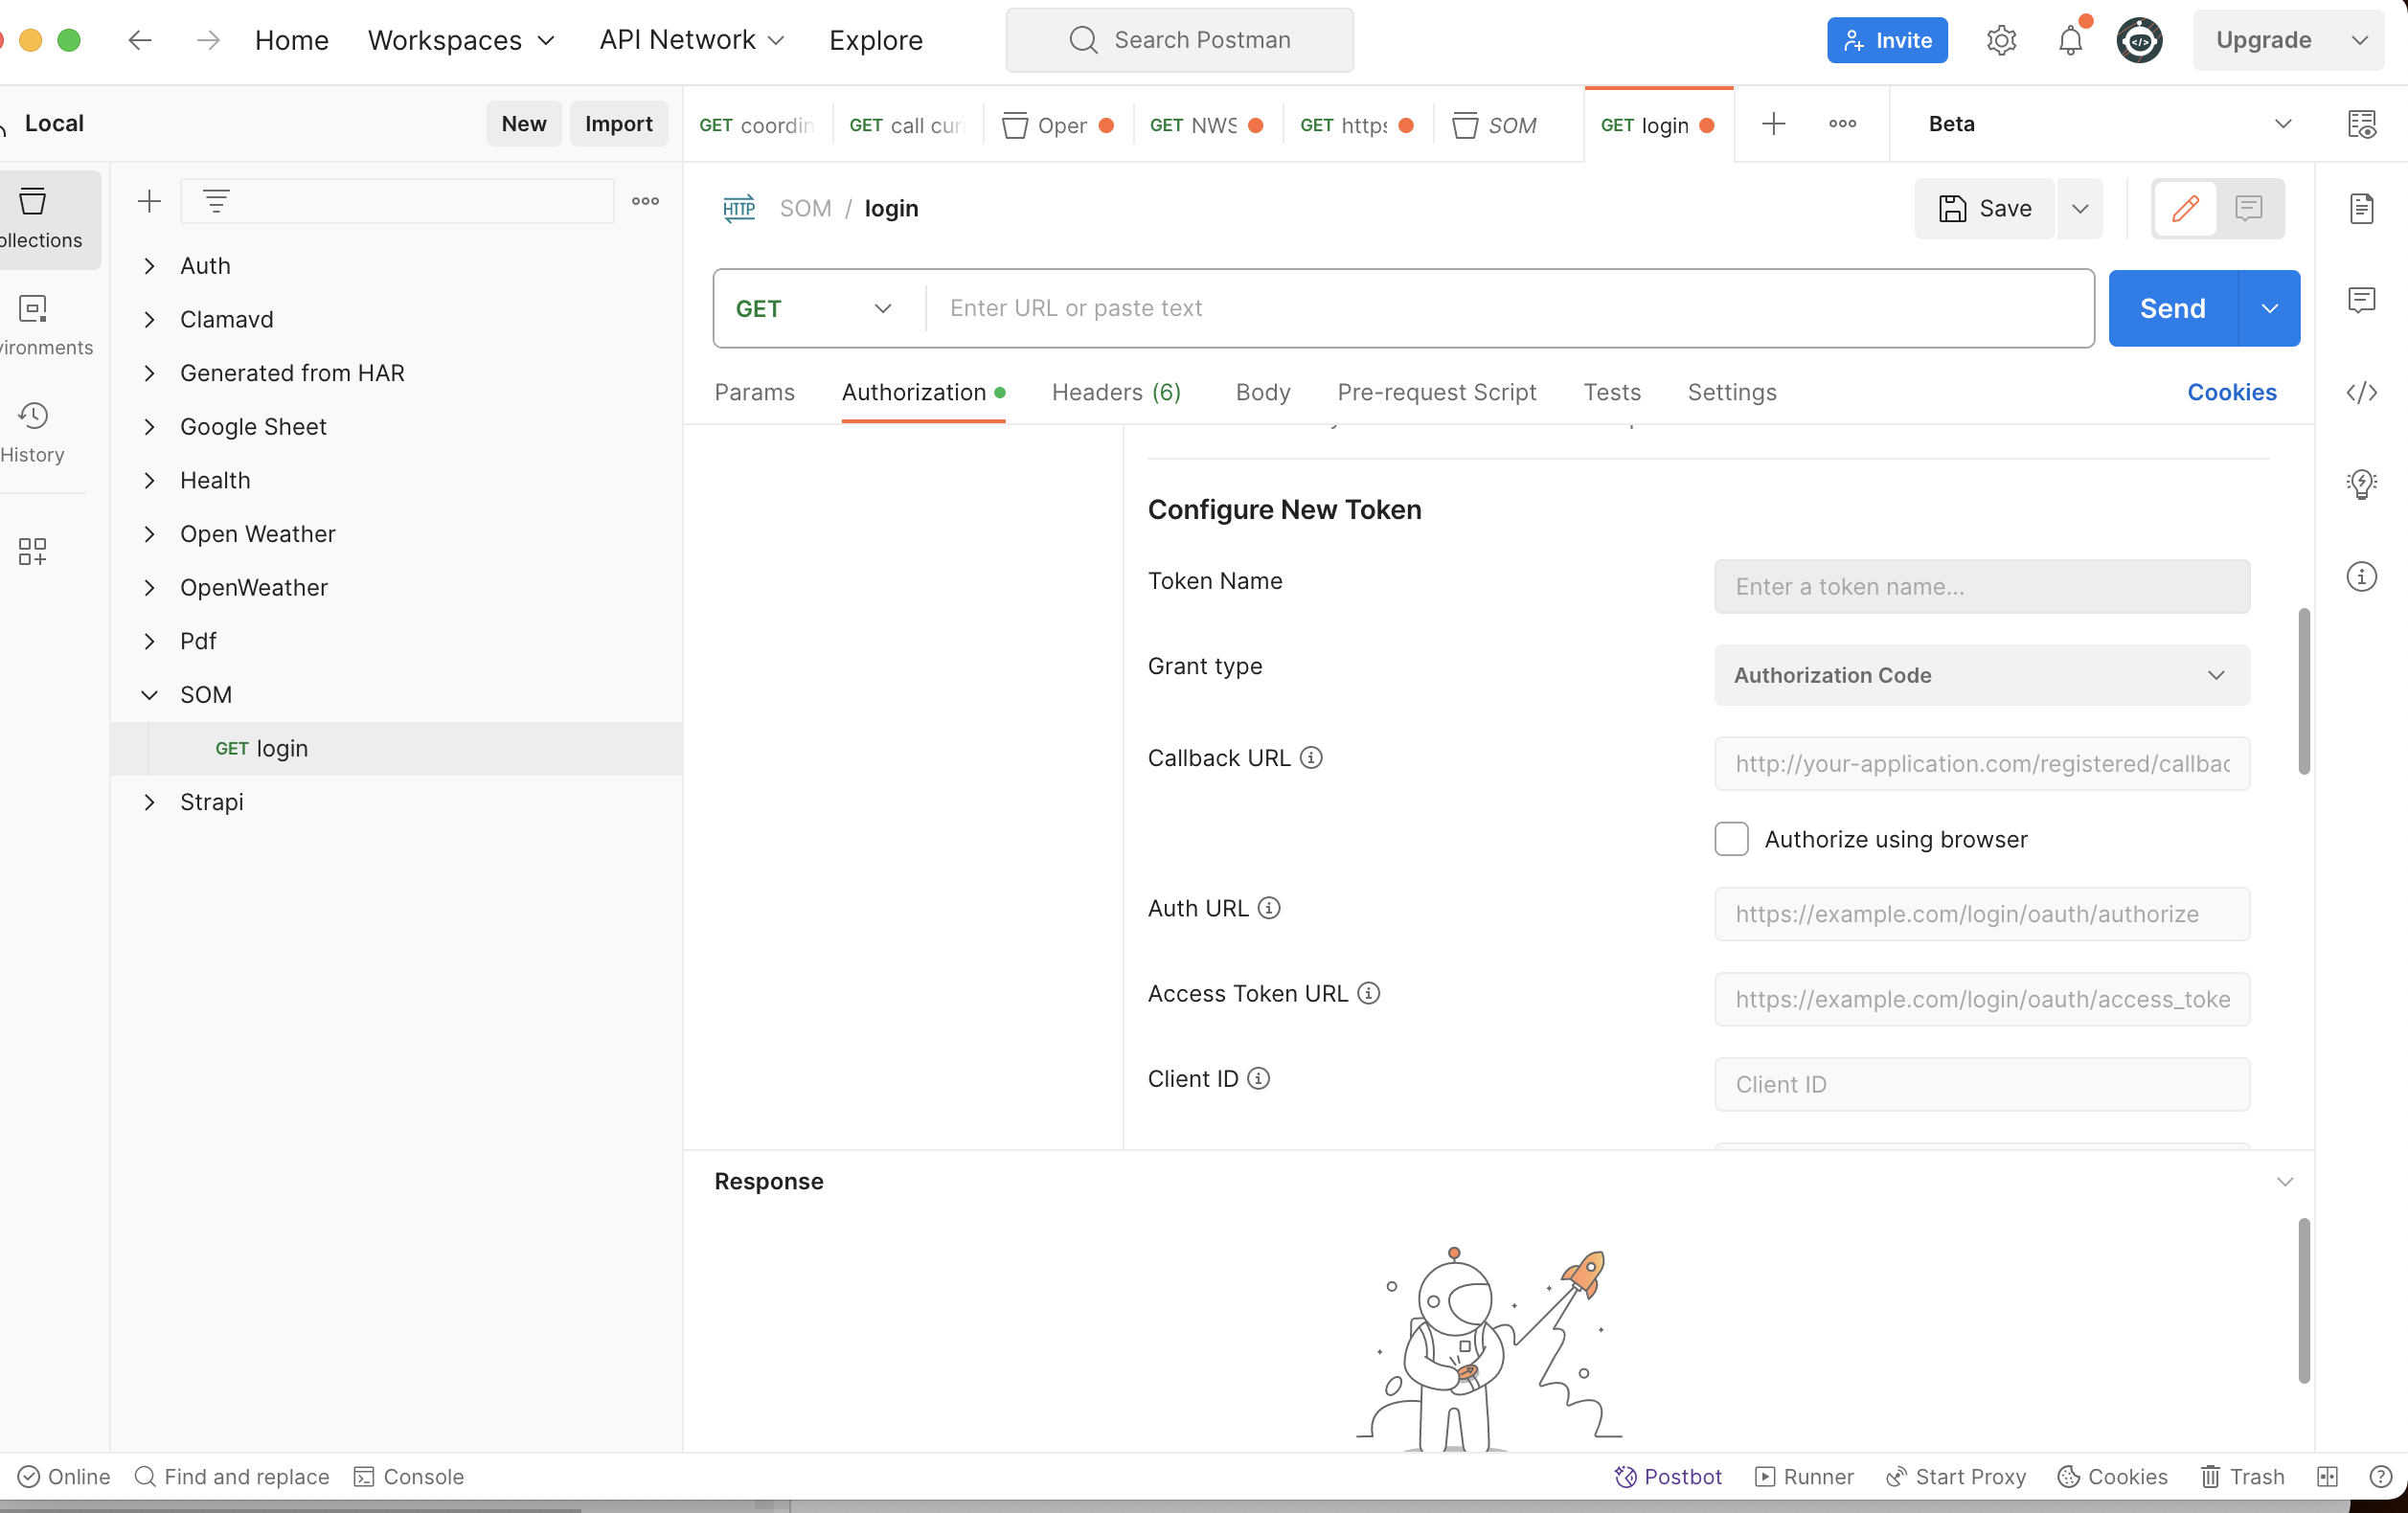 Home Workspaces API Network Explore Search Postman Invite Upgrade
Local New Import GET coordin GET call cur Oper GET NWS GET https SOM GET login Beta
ollections
SOM / login Save
GET Enter URL or paste text Send
Params Authorization Headers (6) Body Pre-request Script Tests Settings Cookies
vironments
History
Auth
Clamavd
Generated from HAR
Google Sheet
Health
Open Weather
OpenWeather
Pdf
SOM
GET login
Strapi
Configure New Token
Token Name Enter a token name...
Grant type Authorization Code
Callback URL http://your-application.com/registered/callbac
Authorize using browser
Auth URL https://example.com/login/oauth/authorize
Access Token URL https://example.com/login/oauth/access_toke
Client ID Client ID
Response
Online Find and replace Console Postbot Runner Start Proxy Cookies Trash